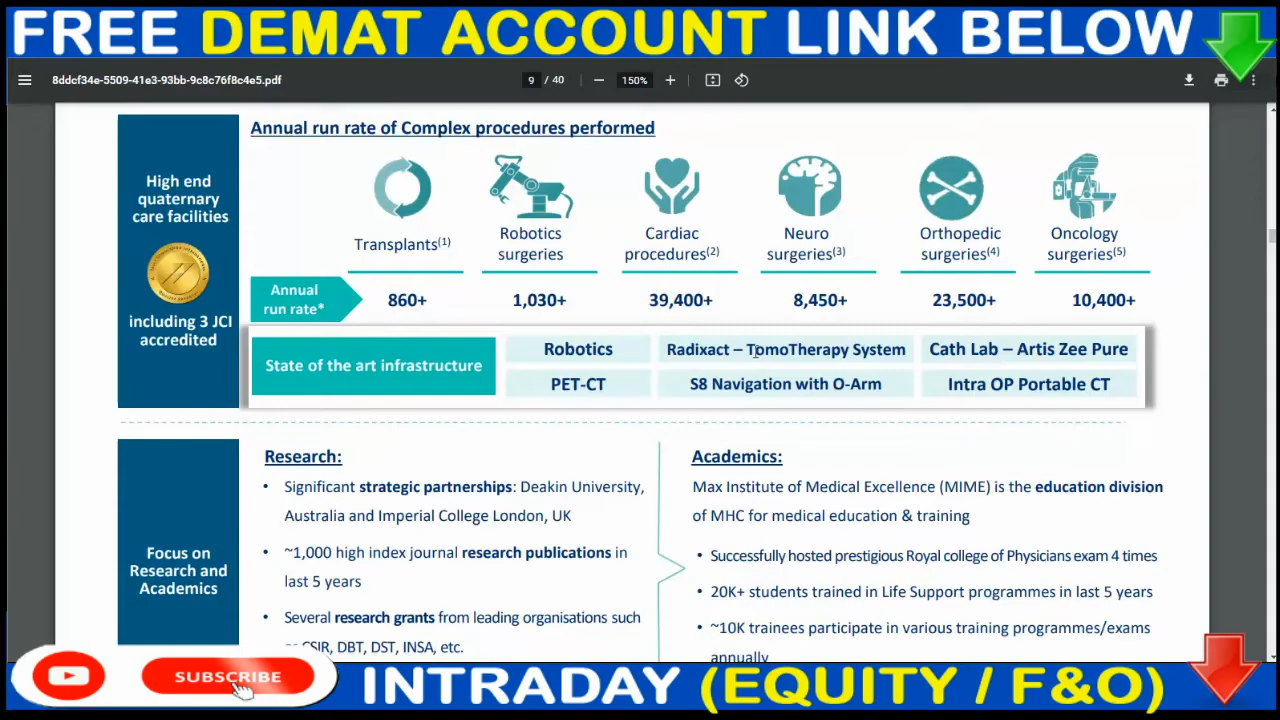 FREE DEMAT ACCOUNT LINK BELOW
8ddcf34e-5509-41e3-93bb-9c8c76f8c4e5.pdf
9 / 40
150%
High end
quaternary
care facilities
including 3 JCI
accredited
Annual run rate of Complex procedures performed
Transplants(1)
Robotics
surgeries
Cardiac
procedures(2)
Neuro
surgeries(3)
Orthopedic
surgeries(4)
Oncology
surgeries(5)
Annual
run rate*
860+
1,030+
39,400+
8,450+
23,500+
10,400+
State of the art infrastructure
Robotics
Radixact – TomoTherapy System
Cath Lab – Artis Zee Pure
PET-CT
S8 Navigation with O-Arm
Intra OP Portable CT
Focus on
Research and
Academics
Research:
• Significant strategic partnerships: Deakin University,
Australia and Imperial College London, UK
• ~1,000 high index journal research publications in
last 5 years
• Several research grants from leading organisations such
as CSIR, DBT, DST, INSA, etc.
Academics:
Max Institute of Medical Excellence (MIME) is the education division
of MHC for medical education & training
• Successfully hosted prestigious Royal college of Physicians exam 4 times
• 20K+ students trained in Life Support programmes in last 5 years
• ~10K trainees participate in various training programmes/exams
annually
SUBSCRIBE
INTRADAY (EQUITY / F&O)